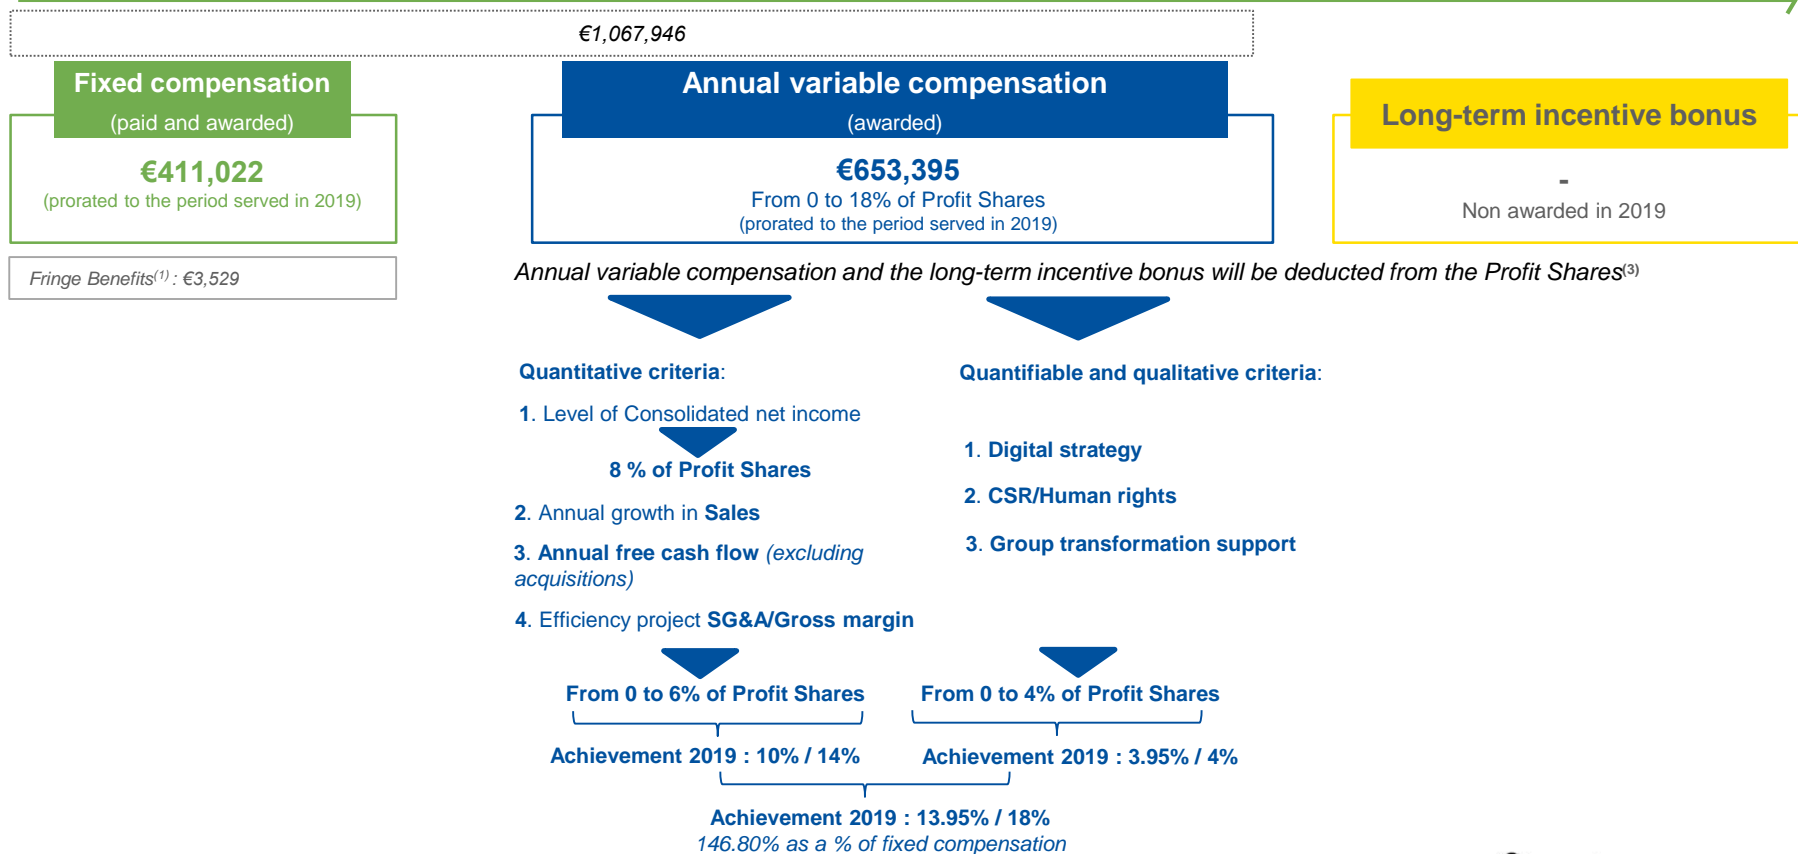 €1,067,946
Fixed compensation
(paid and awarded)
€411,022
(prorated to the period served in 2019)
Fringe Benefits(1) : €3,529
Annual variable compensation
(awarded)
€653,395
From 0 to 18% of Profit Shares
(prorated to the period served in 2019)
Long-term incentive bonus
-
Non awarded in 2019
Annual variable compensation and the long-term incentive bonus will be deducted from the Profit Shares(3)
Quantitative criteria:
1. Level of Consolidated net income
8 % of Profit Shares
2. Annual growth in Sales
3. Annual free cash flow (excluding
acquisitions)
4. Efficiency project SG&A/Gross margin
From 0 to 6% of Profit Shares
Achievement 2019 : 10% / 14%
Quantifiable and qualitative criteria:
1. Digital strategy
2. CSR/Human rights
3. Group transformation support
From 0 to 4% of Profit Shares
Achievement 2019 : 3.95% / 4%
Achievement 2019 : 13.95% / 18%
146.80% as a % of fixed compensation